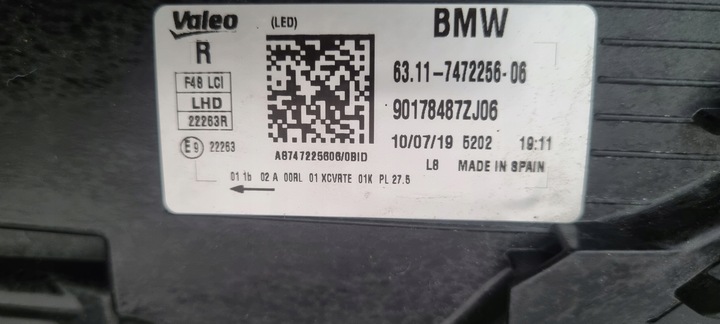 Valeo (LED) BMW
R
63.11-7472256-06
F48 LCI
LHD
90178487ZJ06
22263R
10/07/19 5202 19:11
E9 22263
A8747225606/0BID
L8 MADE IN SPAIN
01 1b 02 A 00RL 01 XCVRTE 01K PL 27.5